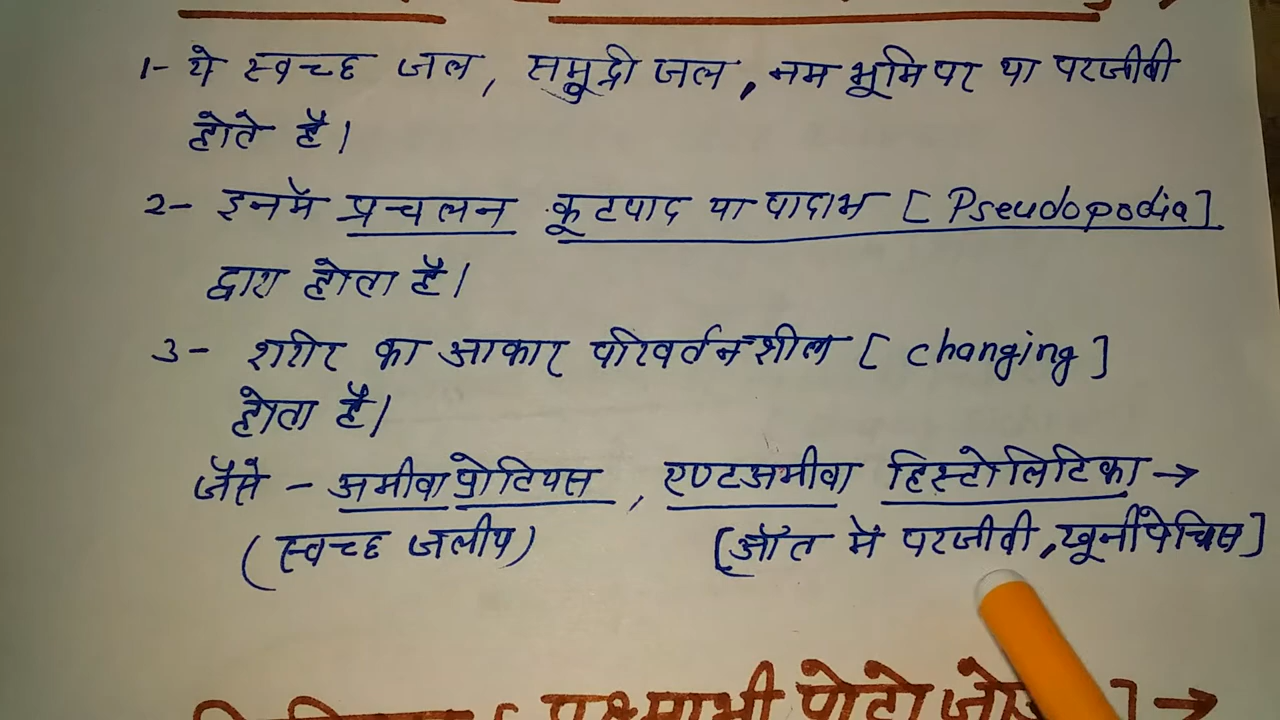 1- ये स्वच्छ जल, समुद्री जल, नम भूमि पर या परजीवी
होते है।
2- इनमें प्रचलन कूटपाद या पादाभ [Pseudopodia]
द्वारा होता है।
3- शरीर का आकार परिवर्तनशील [changing]
होता है।
जैसे - अमीबा प्रोटियस, एण्टअमीबा हिस्टोलिटिका →
(स्वच्छ जलीय) [आँत में परजीवी, खूनी पेचिस]
[ पक्ष्माभी प्रोटोजोआ ] →